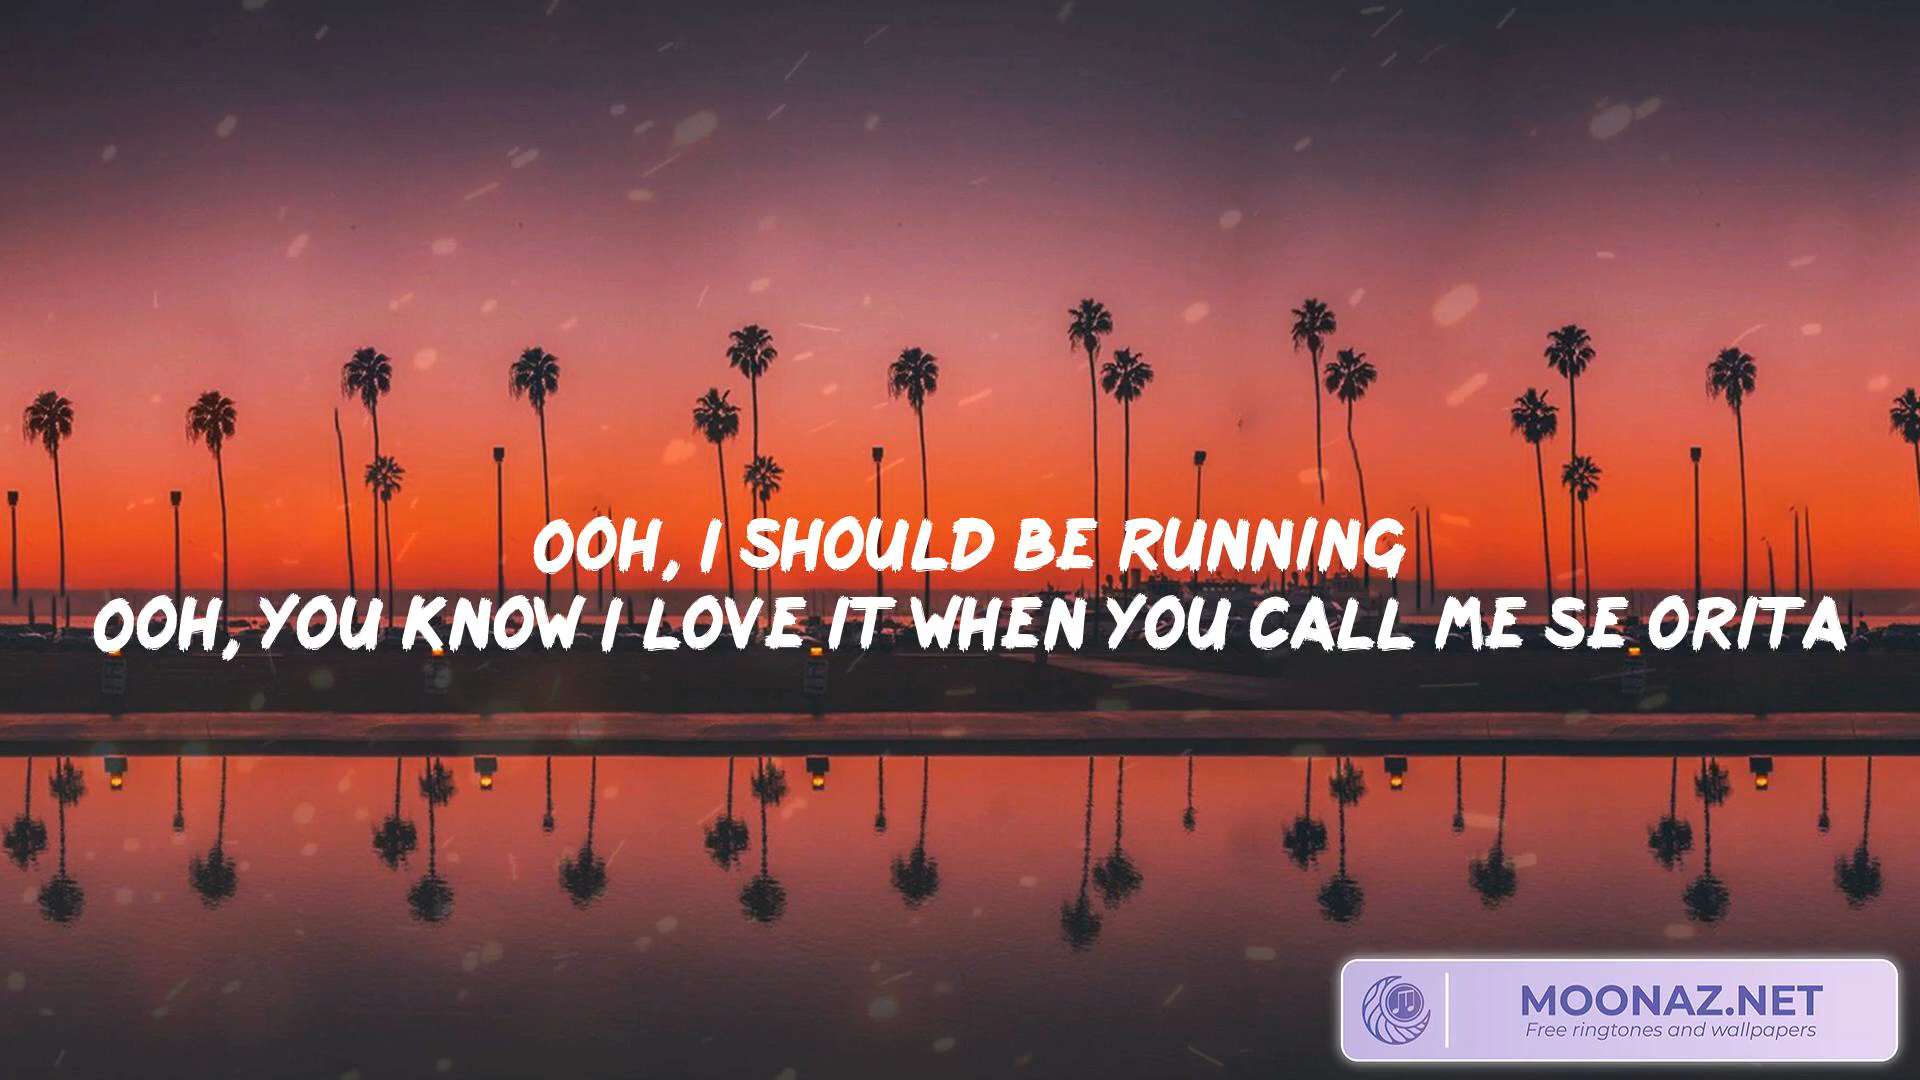 OOH, I SHOULD BE RUNNING
OOH, YOU KNOW I LOVE IT WHEN YOU CALL ME SE ORITA
MOONAZ.NET
Free ringtones and wallpapers